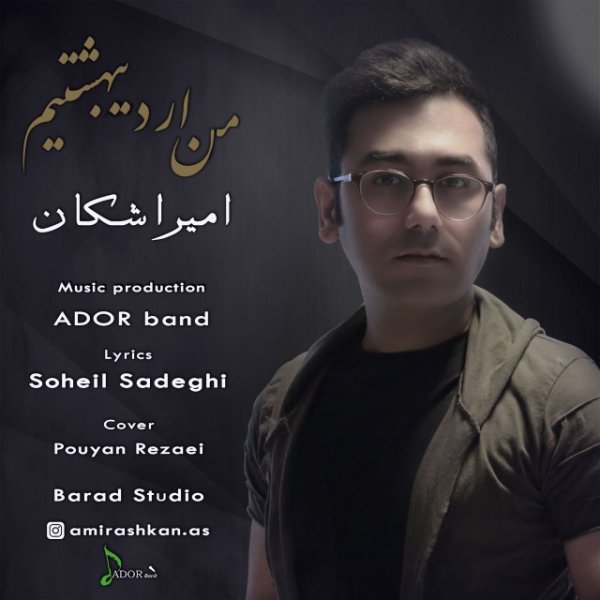 من اردیبهشتیم
امیراشکان
Music production
ADOR band
Lyrics
Soheil Sadeghi
Cover
Pouyan Rezaei
Barad Studio
amirashkan.as
ADOR Band